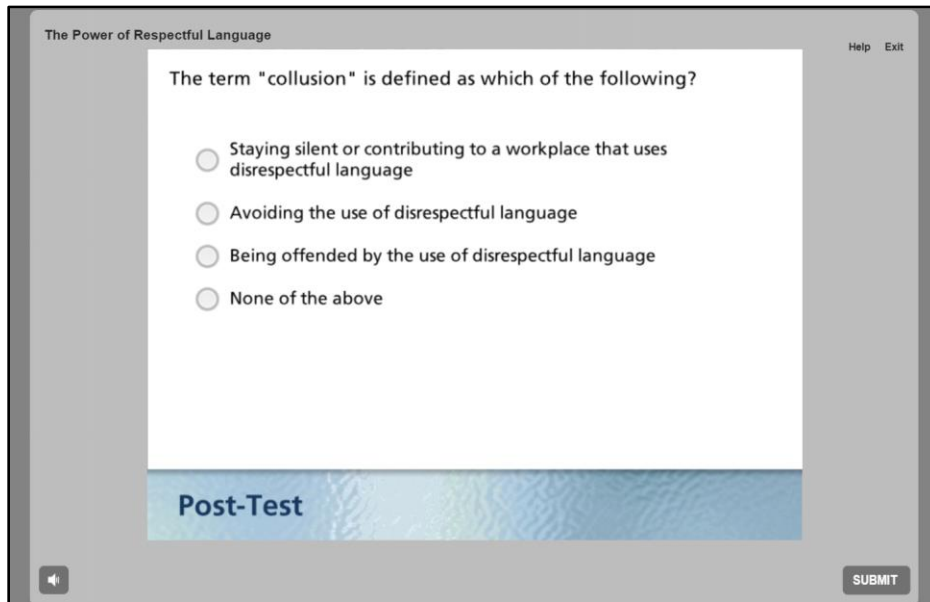 The Power of Respectful Language
Help Exit
The term "collusion" is defined as which of the following?
Staying silent or contributing to a workplace that uses
disrespectful language
Avoiding the use of disrespectful language
Being offended by the use of disrespectful language
None of the above
Post-Test
SUBMIT